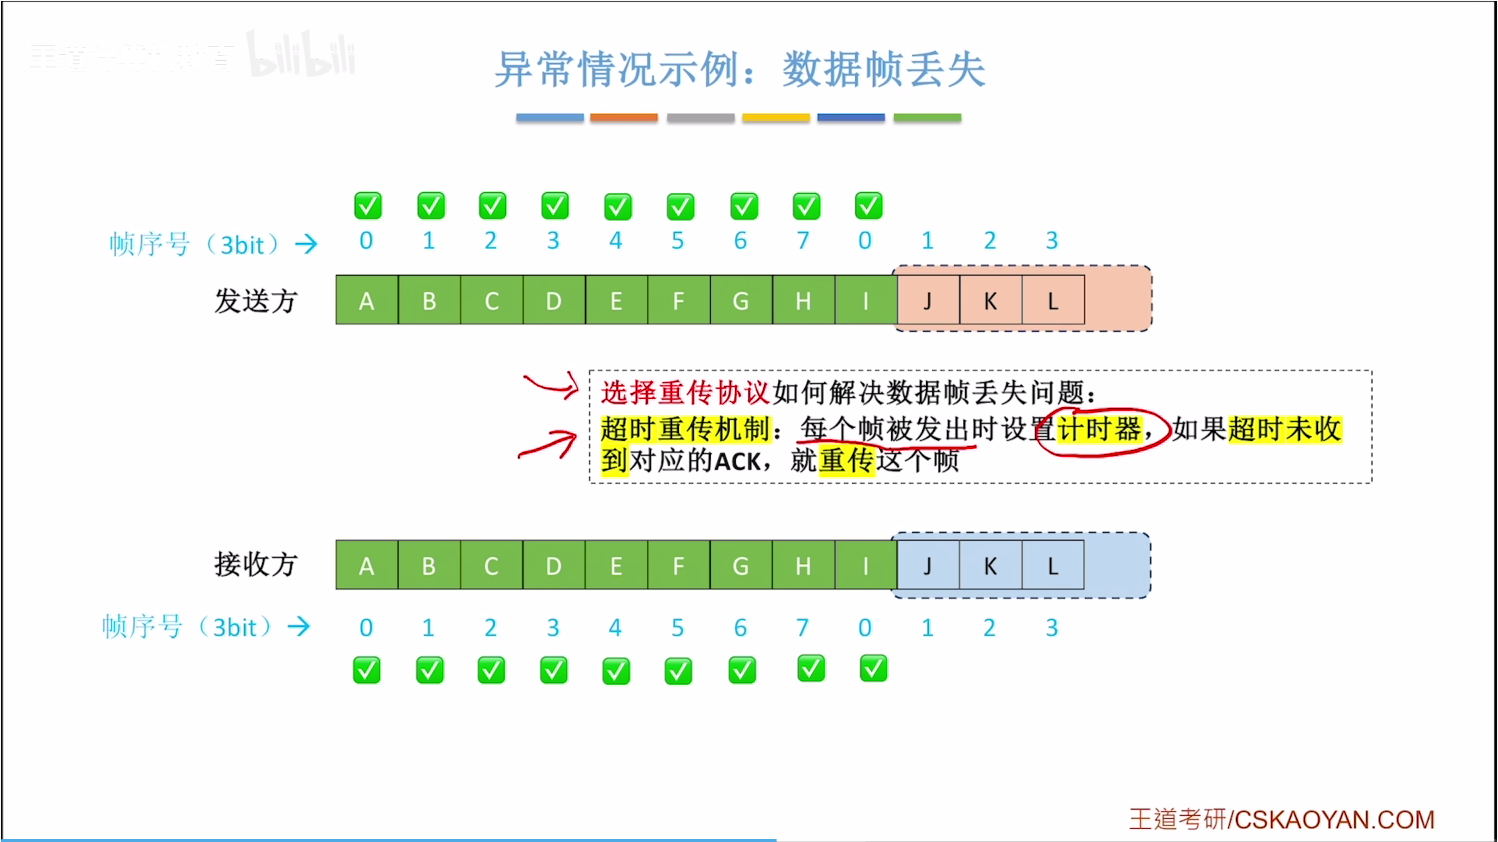 bilibili
异常情况示例：数据帧丢失
帧序号（3bit）→ 0 1 2 3 4 5 6 7 0 1 2 3
发送方 A B C D E F G H I J K L
选择重传协议如何解决数据帧丢失问题：
超时重传机制：每个帧被发出时设置计时器，如果超时未收
到对应的ACK，就重传这个帧
接收方 A B C D E F G H I J K L
帧序号（3bit）→ 0 1 2 3 4 5 6 7 0 1 2 3
王道考研/CSKAOYAN.COM